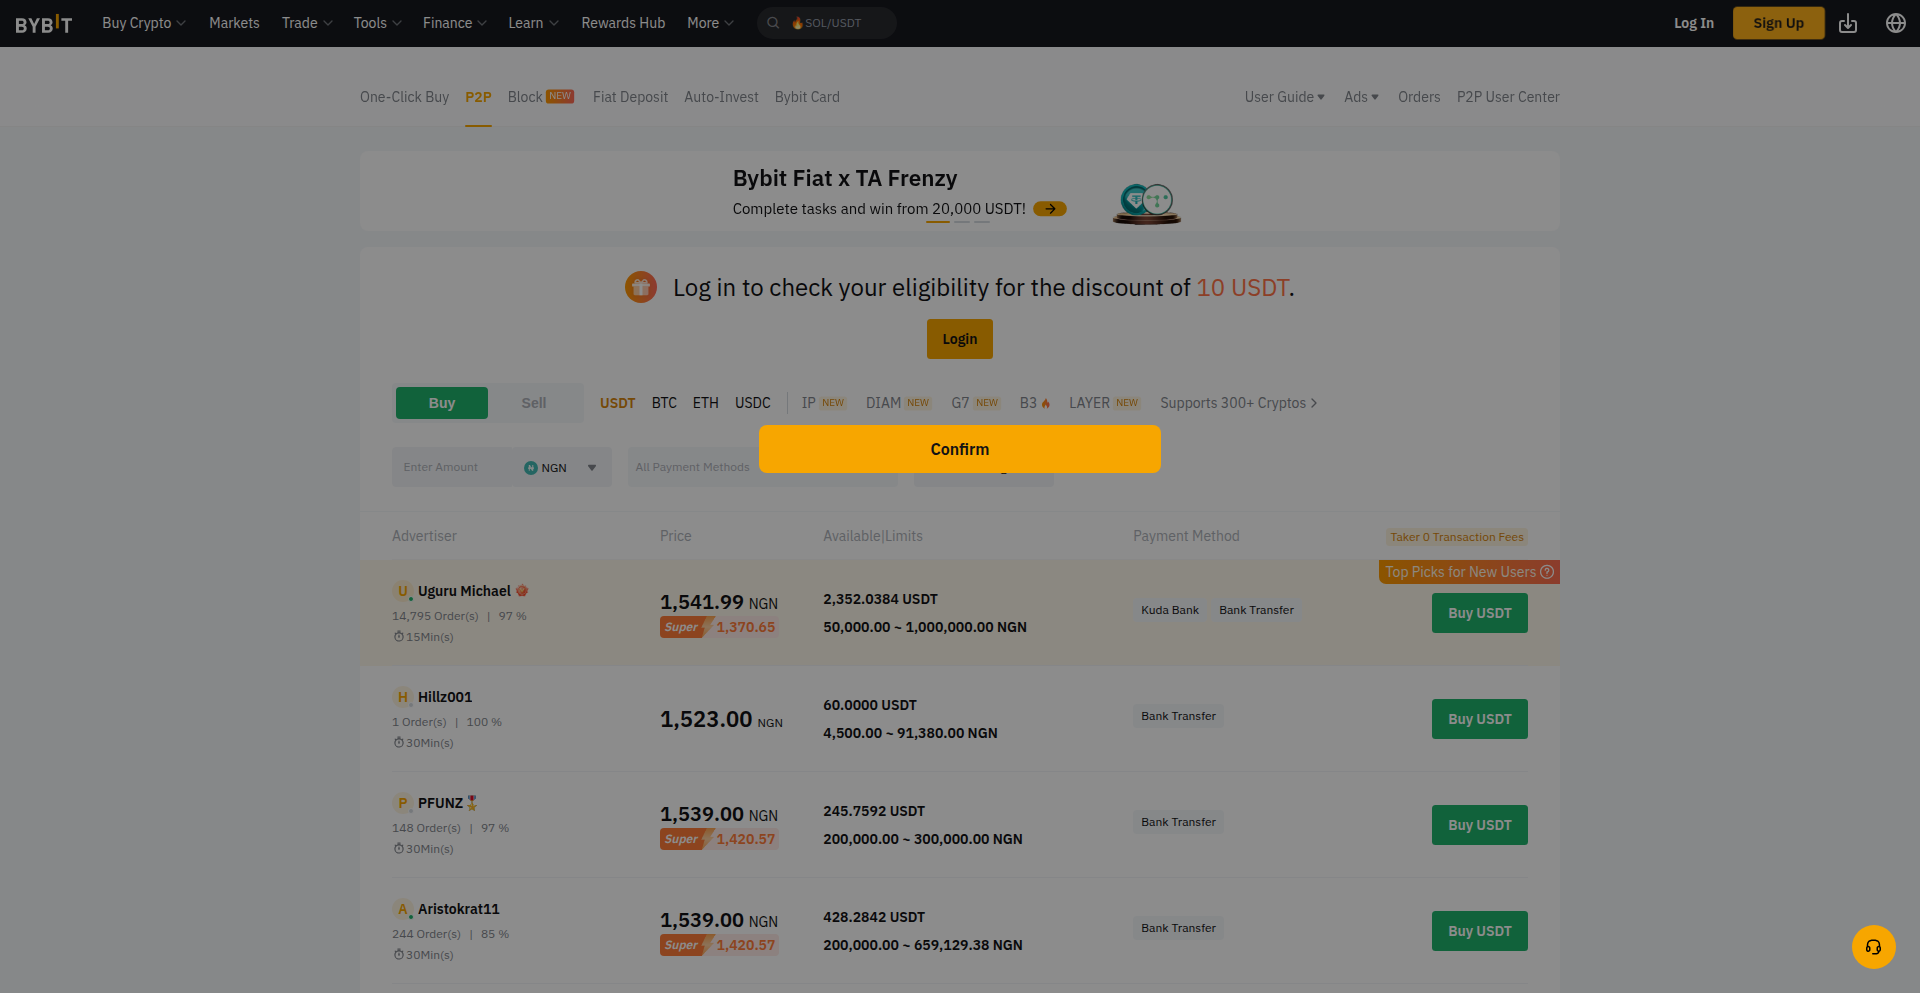 BYBIT Buy Crypto Markets Trade Tools Finance Learn Rewards Hub More SOL/USDT Log In Sign Up
One-Click Buy P2P Block NEW Fiat Deposit Auto-Invest Bybit Card User Guide Ads Orders P2P User Center
Bybit Fiat x TA Frenzy
Complete tasks and win from 20,000 USDT!
Log in to check your eligibility for the discount of 10 USDT.
Login
Buy Sell USDT BTC ETH USDC IP NEW DIAM NEW G7 NEW B3 LAYER NEW Supports 300+ Cryptos
Confirm
Enter Amount NGN All Payment Methods
Advertiser Price Available|Limits Payment Method Taker 0 Transaction Fees
Top Picks for New Users
U Uguru Michael
14,795 Order(s) | 97 %
15Min(s)
1,541.99 NGN
Super 1,370.65
2,352.0384 USDT
50,000.00 ~ 1,000,000.00 NGN
Kuda Bank Bank Transfer
Buy USDT
H Hillz001
1 Order(s) | 100 %
30Min(s)
1,523.00 NGN
60.0000 USDT
4,500.00 ~ 91,380.00 NGN
Bank Transfer
Buy USDT
P PFUNZ
148 Order(s) | 97 %
30Min(s)
1,539.00 NGN
Super 1,420.57
245.7592 USDT
200,000.00 ~ 300,000.00 NGN
Bank Transfer
Buy USDT
A Aristokrat11
244 Order(s) | 85 %
30Min(s)
1,539.00 NGN
Super 1,420.57
428.2842 USDT
200,000.00 ~ 659,129.38 NGN
Bank Transfer
Buy USDT